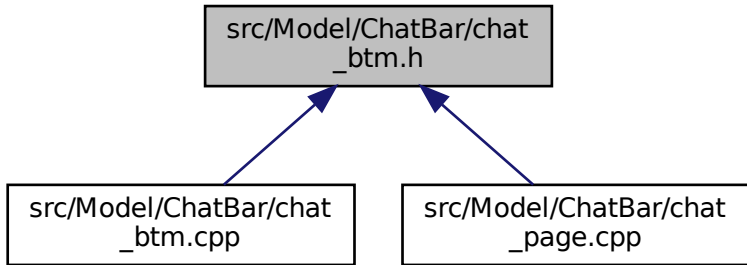 src/Model/ChatBar/chat
_btm.h
src/Model/ChatBar/chat
_btm.cpp
src/Model/ChatBar/chat
_page.cpp